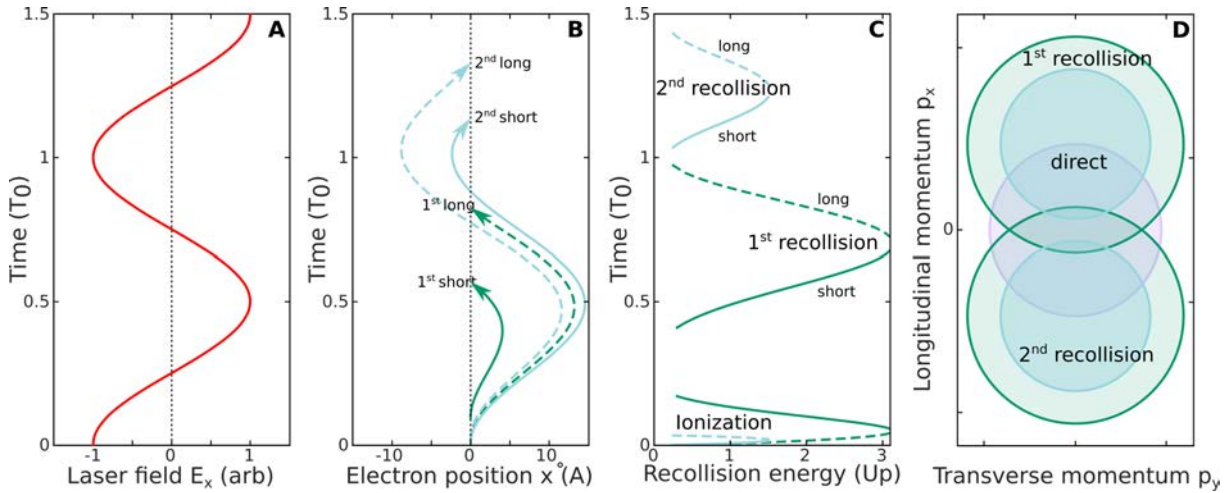 A
1.5
1
0.5
0
Time (T0)
-1
0
1
Laser field Ex (arb)
B
2nd long
2nd short
1st long
1st short
1.5
1
0.5
0
Time (T0)
-10
0
10
Electron position x (Å)
C
long
2nd recollision
short
long
1st recollision
short
Ionization
1.5
1
0.5
0
Time (T0)
0
1
2
3
Recollision energy (Up)
D
1st recollision
direct
2nd recollision
0
Longitudinal momentum px
Transverse momentum py